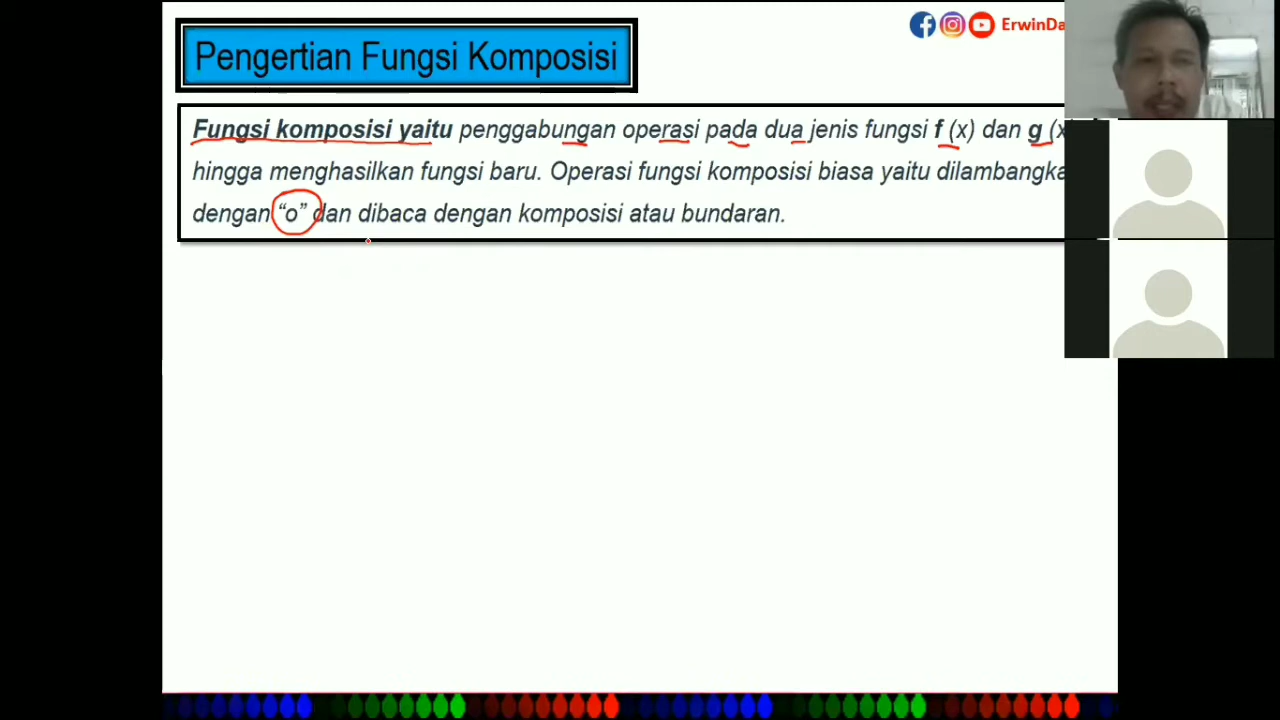 Pengertian Fungsi Komposisi
ErwinDa
Fungsi komposisi yaitu penggabungan operasi pada dua jenis fungsi f (x) dan g (x
hingga menghasilkan fungsi baru. Operasi fungsi komposisi biasa yaitu dilambangka
dengan “o” dan dibaca dengan komposisi atau bundaran.